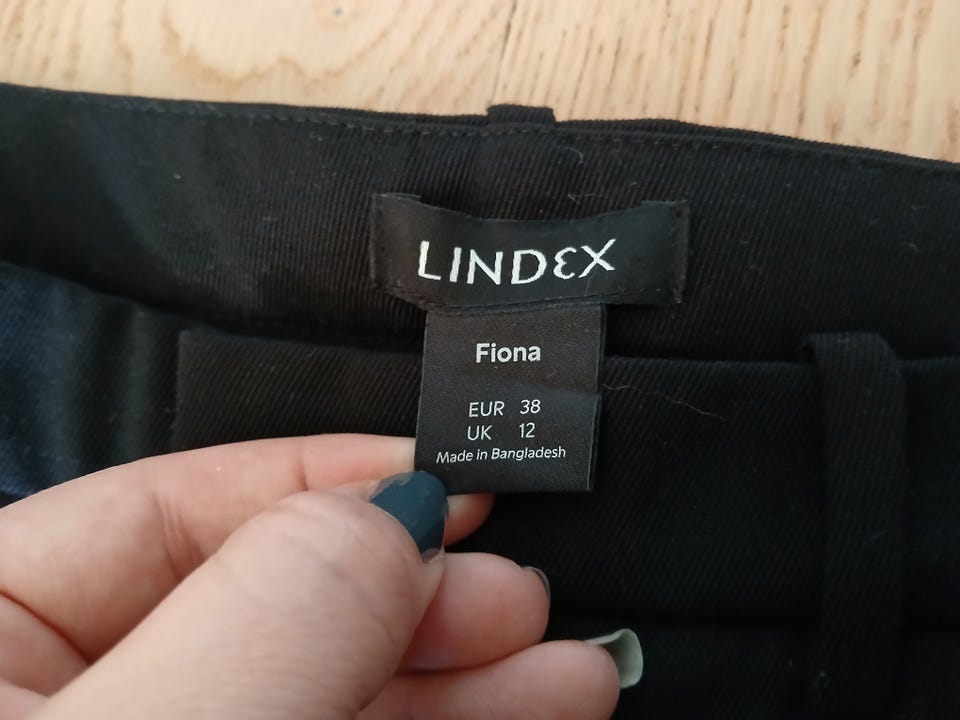 LINDEX
Fiona
EUR 38
UK 12
Made in Bangladesh